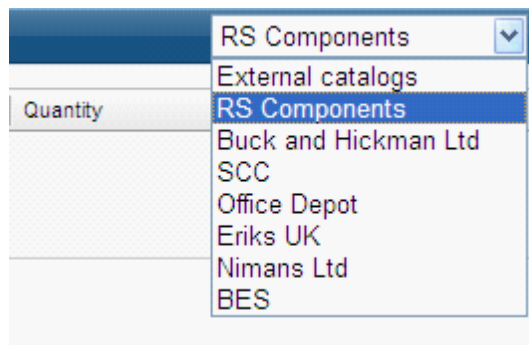 RS Components
External catalogs
Quantity
RS Components
Buck and Hickman Ltd
SCC
Office Depot
Eriks UK
Nimans Ltd
BES